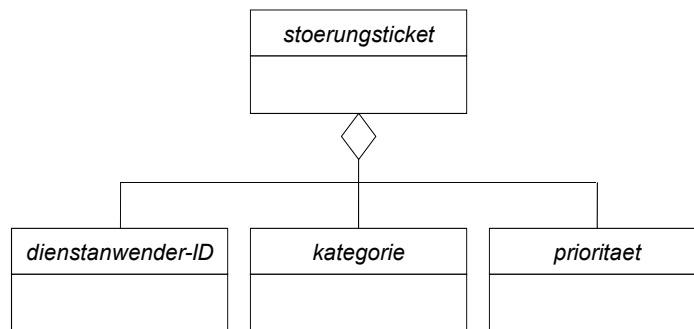 stoerungsticket
dienstanwender-ID
kategorie
prioritaet